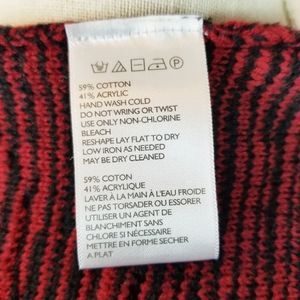 59% COTTON
41% ACRYLIC
HAND WASH COLD
DO NOT WRING OR TWIST
USE ONLY NON-CHLORINE
BLEACH
RESHAPE LAY FLAT TO DRY
LOW IRON AS NEEDED
MAY BE DRY CLEANED
59% COTON
41% ACRYLIQUE
LAVER À LA MAIN À L'EAU FROIDE
NE PAS TORSADER OU ESSORER
UTILISER UN AGENT DE
BLANCHIMENT SANS
CHLORE SI NÉCESSAIRE
METTRE EN FORME SECHER
A PLAT